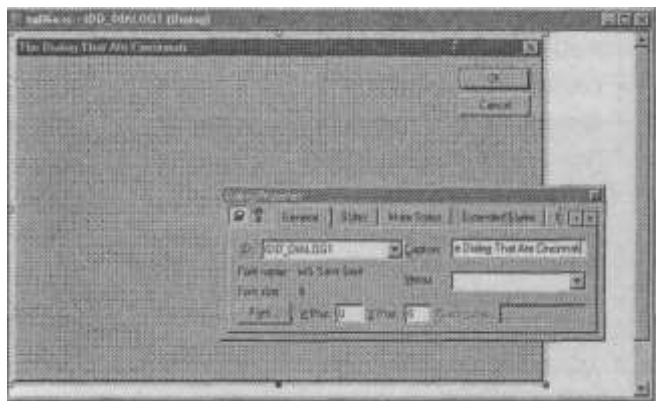 IDD_DIALOG1 (Dialog)
The Dialog That Ate Cincinnati
OK
Cancel
General
Styles
More Styles
Extended Styles
ID:
IDD_DIALOG1
Caption:
e Dialog That Ate Cincinnati
Font name: MS Sans Serif
Menu:
Font size: 8
Font...
X Pos:
0
Y Pos: